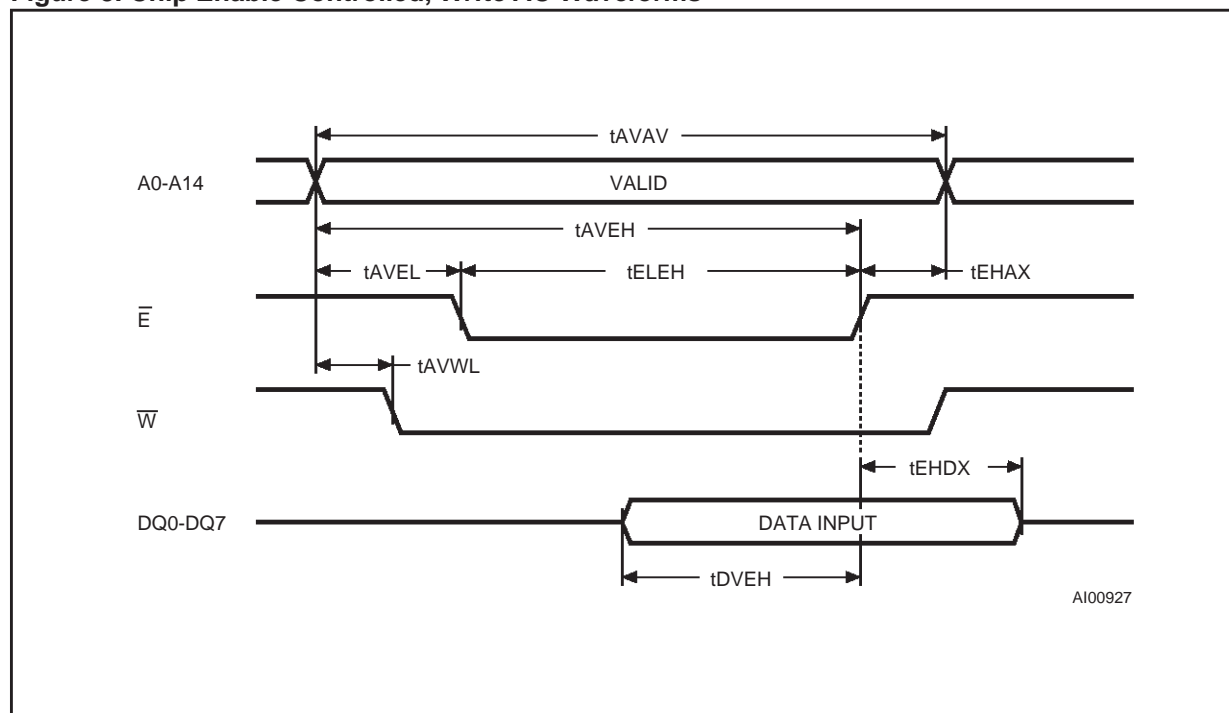 tAVAV
A0-A14
VALID
tAVEH
tAVEL
tELEH
tEHAX
E̅
tAVWL
W̅
tEHDX
DQ0-DQ7
DATA INPUT
tDVEH
AI00927